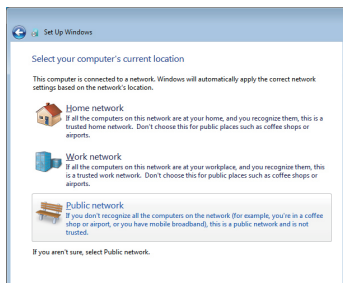 Set Up Windows
Select your computer's current location
This computer is connected to a network. Windows will automatically apply the correct network
settings based on the network's location.
Home network
If all the computers on this network are at your home, and you recognize them, this is a
trusted home network.  Don't choose this for public places such as coffee shops or
airports.
Work network
If all the computers on this network are at your workplace, and you recognize them, this
is a trusted work network.  Don't choose this for public places such as coffee shops or
airports.
Public network
If you don't recognize all the computers on the network (for example, you're in a coffee
shop or airport, or you have mobile broadband), this is a public network and is not
trusted.
If you aren't sure, select Public network.